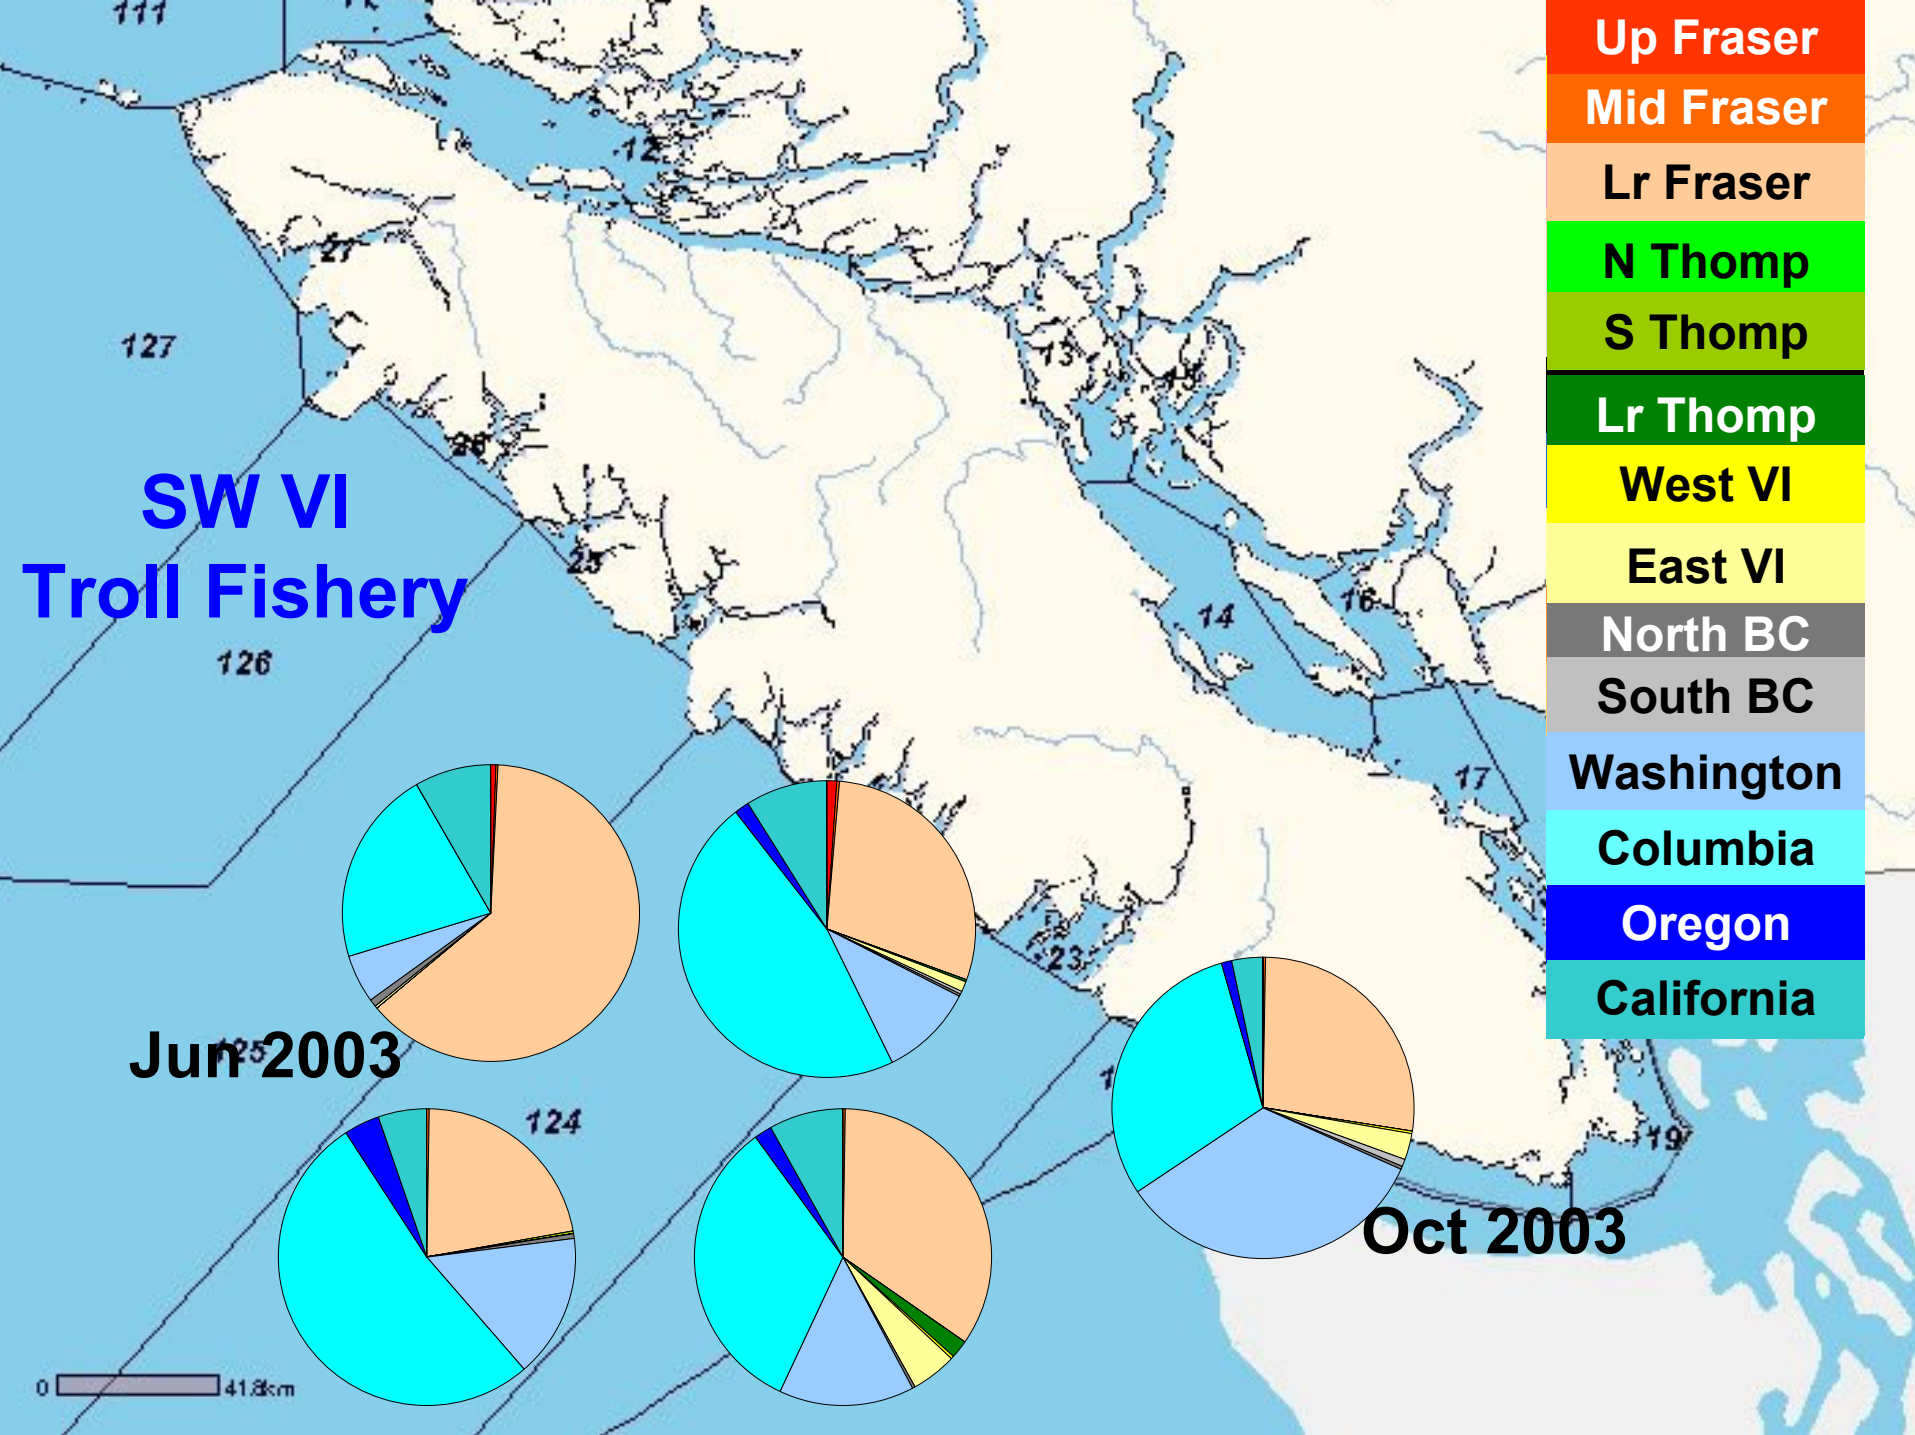 111
12
27
127
13
15
26
SW VI
Troll Fishery
25
14
16
126
17
23
Jun 2003
125
124
19
Oct 2003
0
41.8km
Up Fraser
Mid Fraser
Lr Fraser
N Thomp
S Thomp
Lr Thomp
West VI
East VI
North BC
South BC
Washington
Columbia
Oregon
California